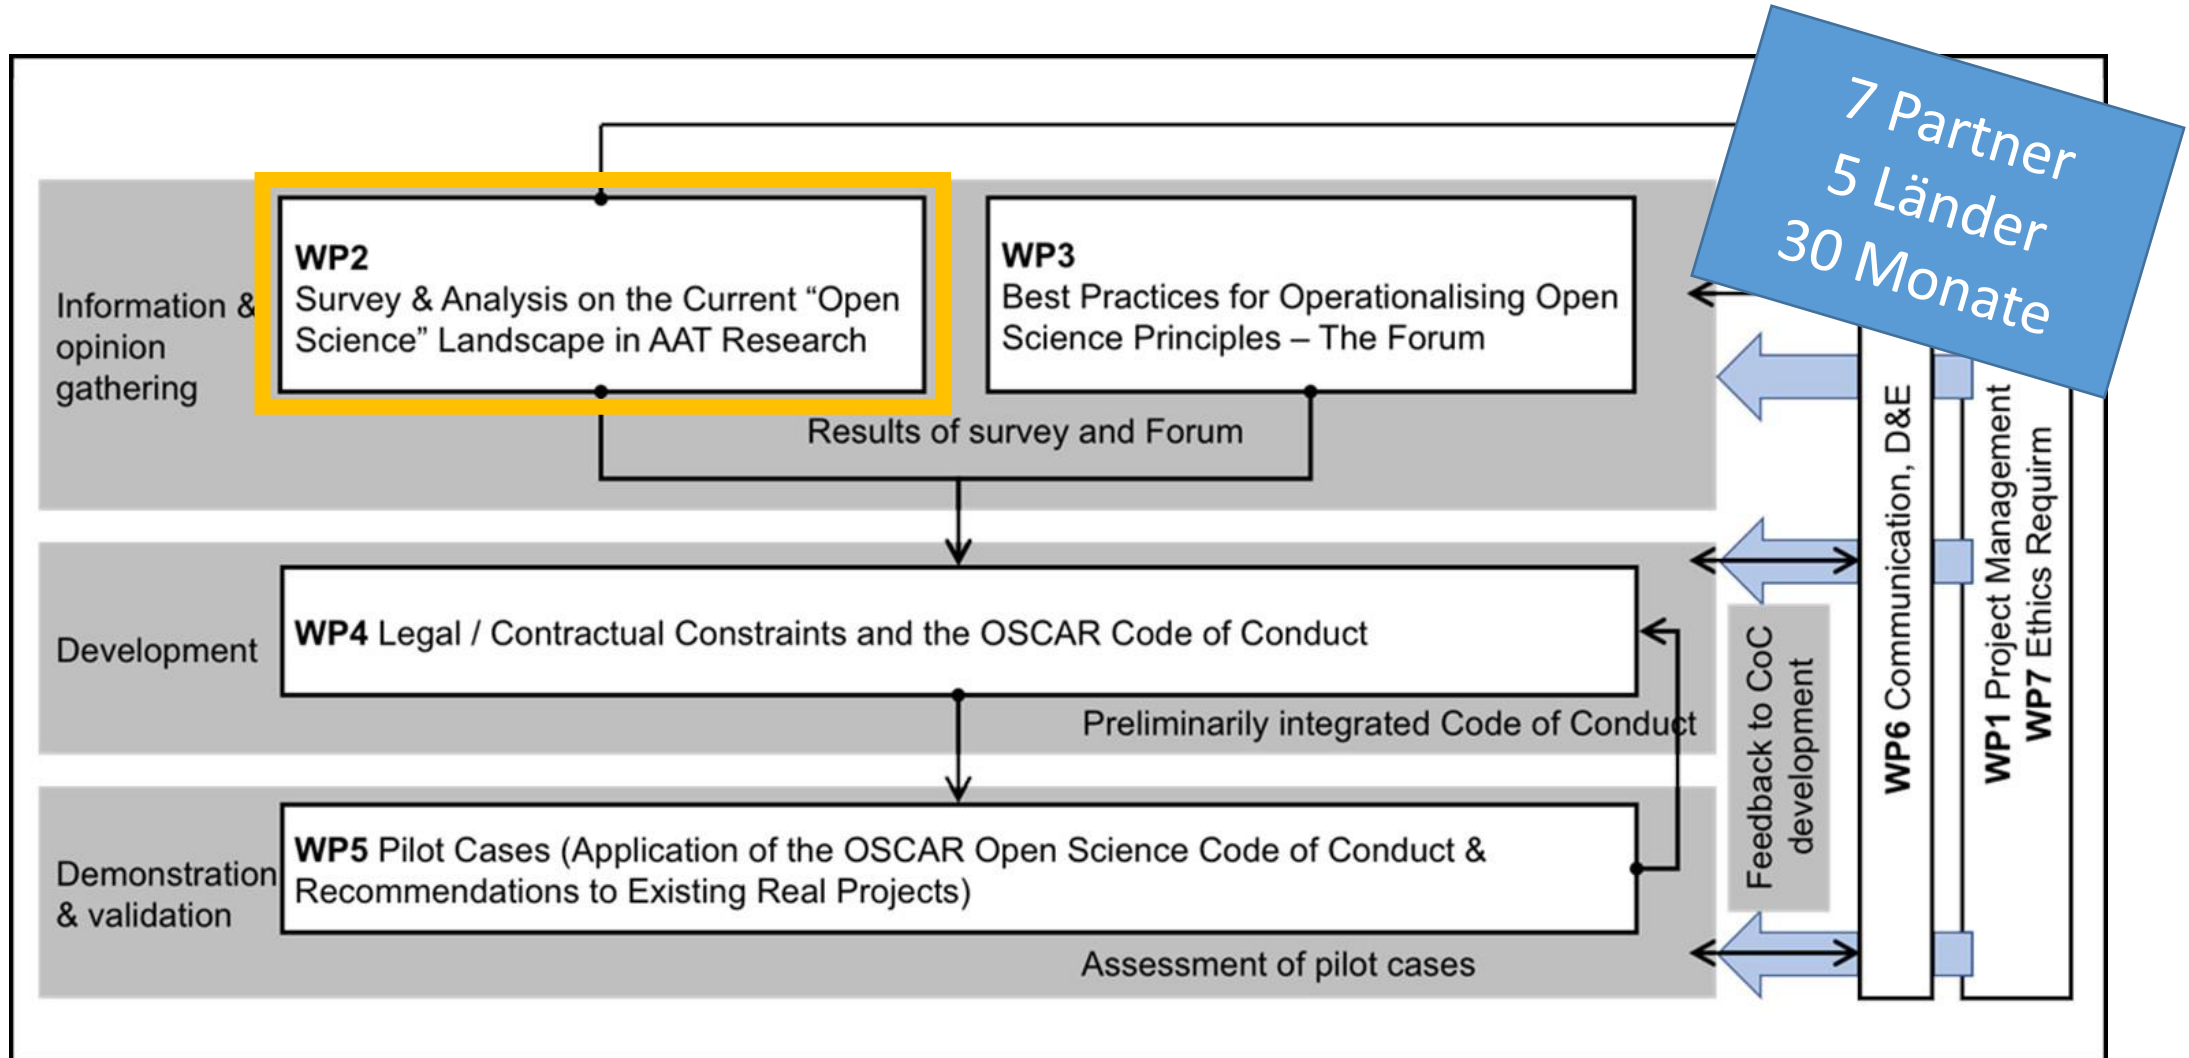 7 Partner
5 Länder
30 Monate
Information &
opinion
gathering
WP2
Survey & Analysis on the Current “Open
Science” Landscape in AAT Research
WP3
Best Practices for Operationalising Open
Science Principles – The Forum
Results of survey and Forum
Development
WP4 Legal / Contractual Constraints and the OSCAR Code of Conduct
Preliminarily integrated Code of Conduct
Demonstration
& validation
WP5 Pilot Cases (Application of the OSCAR Open Science Code of Conduct &
Recommendations to Existing Real Projects)
Assessment of pilot cases
Feedback to CoC
development
WP6 Communication, D&E
WP1 Project Management
WP7 Ethics Requirm